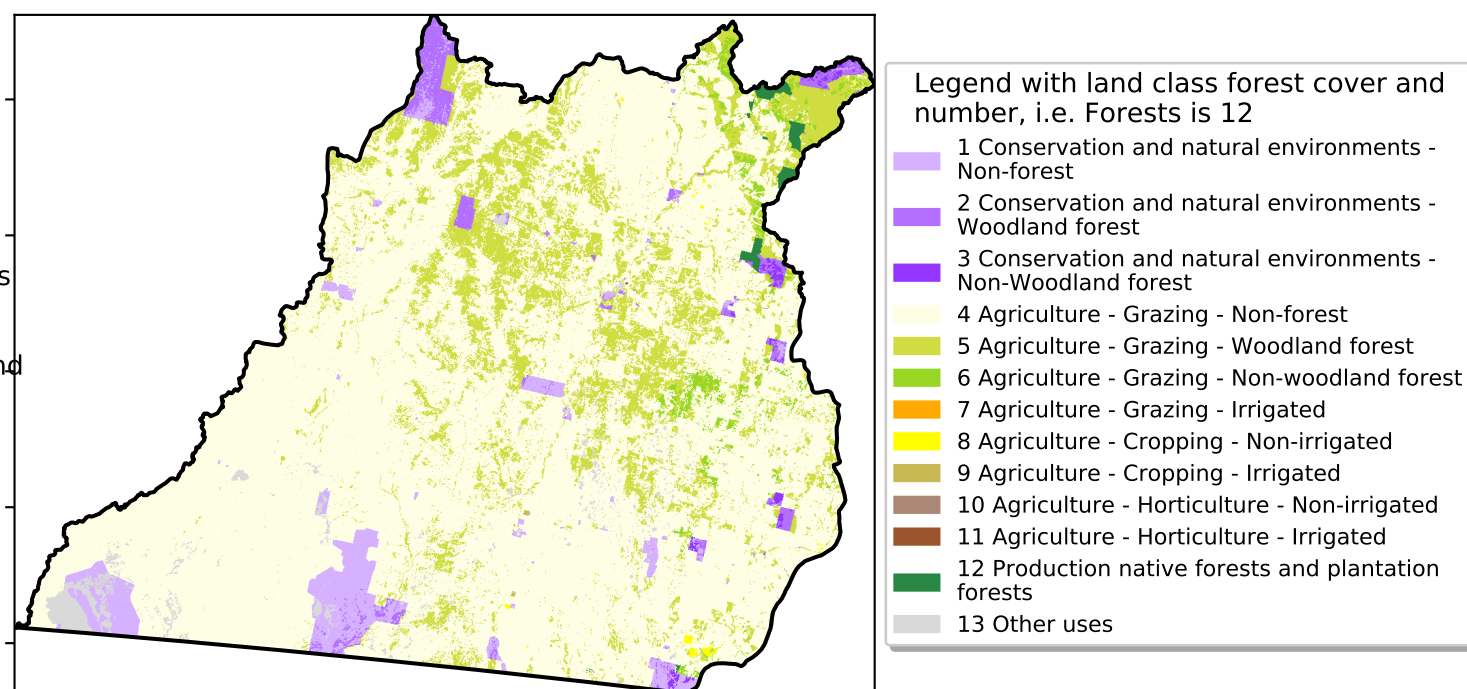 Legend with land class forest cover and
number, i.e. Forests is 12
1 Conservation and natural environments -
Non-forest
2 Conservation and natural environments -
Woodland forest
3 Conservation and natural environments -
Non-Woodland forest
4 Agriculture - Grazing - Non-forest
5 Agriculture - Grazing - Woodland forest
6 Agriculture - Grazing - Non-woodland forest
7 Agriculture - Grazing - Irrigated
8 Agriculture - Cropping - Non-irrigated
9 Agriculture - Cropping - Irrigated
10 Agriculture - Horticulture - Non-irrigated
11 Agriculture - Horticulture - Irrigated
12 Production native forests and plantation
forests
13 Other uses